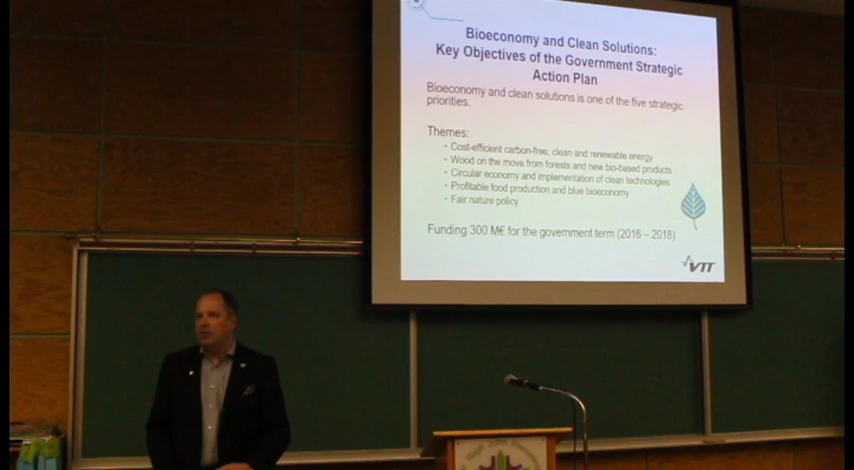 Bioeconomy and Clean Solutions:
Key Objectives of the Government Strategic
Action Plan
Bioeconomy and clean solutions is one of the five strategic
priorities.
Themes:
· Cost-efficient carbon-free, clean and renewable energy
· Wood on the move from forests and new bio-based products
· Circular economy and implementation of clean technologies
· Profitable food production and blue bioeconomy
· Fair nature policy
Funding 300 M€ for the government term (2016 – 2018)
VTT